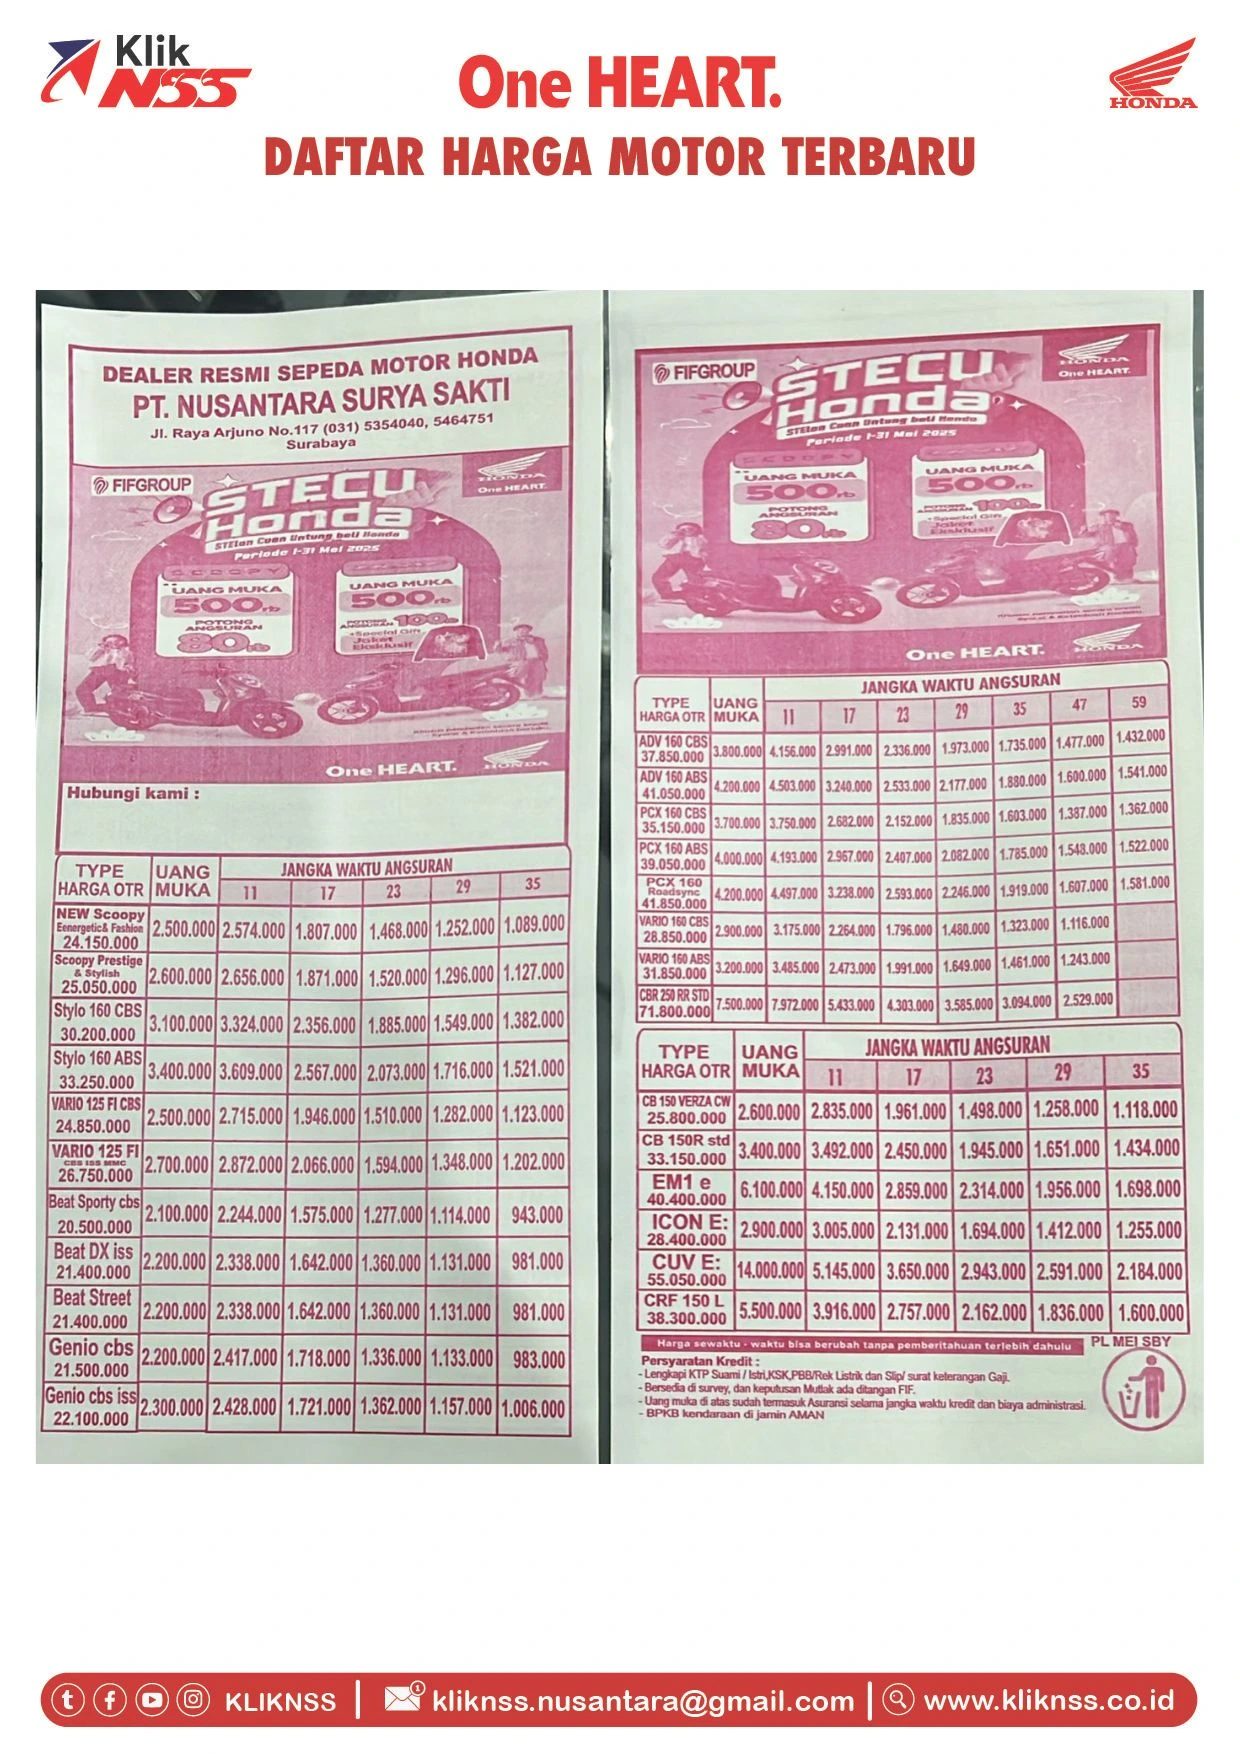 Klik
NSS
One HEART.
HONDA
DAFTAR HARGA MOTOR TERBARU
DEALER RESMI SEPEDA MOTOR HONDA
PT. NUSANTARA SURYA SAKTI
Jl. Raya Arjuno No.117 (031) 5354040, 5464751
Surabaya
FIFGROUP
STECU
Honda
STElan Cuan Untung beli Honda
Periode 1-31 Mei 2025
HONDA
One HEART.
SCOOPY
UANG MUKA
500rb
POTONG
ANGSURAN
80rb
UANG MUKA
500rb
POTONG
ANGSURAN 100rb
+Special Gift
Jaket
Eksklusif
One HEART.
HONDA
Hubungi kami :
TYPE HARGA OTR UANG MUKA JANGKA WAKTU ANGSURAN
11 17 23 29 35
NEW Scoopy
Eenergetic& Fashion
24.150.000 2.500.000 2.574.000 1.807.000 1.468.000 1.252.000 1.089.000
Scoopy Prestige
& Stylish
25.050.000 2.600.000 2.656.000 1.871.000 1.520.000 1.296.000 1.127.000
Stylo 160 CBS
30.200.000 3.100.000 3.324.000 2.356.000 1.885.000 1.549.000 1.382.000
Stylo 160 ABS
33.250.000 3.400.000 3.609.000 2.567.000 2.073.000 1.716.000 1.521.000
VARIO 125 FI CBS
24.850.000 2.500.000 2.715.000 1.946.000 1.510.000 1.282.000 1.123.000
VARIO 125 FI
CBS ISS MMC
26.750.000 2.700.000 2.872.000 2.066.000 1.594.000 1.348.000 1.202.000
Beat Sporty cbs
20.500.000 2.100.000 2.244.000 1.575.000 1.277.000 1.114.000 943.000
Beat DX iss
21.400.000 2.200.000 2.338.000 1.642.000 1.360.000 1.131.000 981.000
Beat Street
21.400.000 2.200.000 2.338.000 1.642.000 1.360.000 1.131.000 981.000
Genio cbs
21.500.000 2.200.000 2.417.000 1.718.000 1.336.000 1.133.000 983.000
Genio cbs iss
22.100.000 2.300.000 2.428.000 1.721.000 1.362.000 1.157.000 1.006.000
FIFGROUP
STECU
Honda
STElan Cuan Untung beli Honda
Periode 1-31 Mei 2025
HONDA
One HEART.
SCOOPY
UANG MUKA
500rb
POTONG
ANGSURAN
80rb
UANG MUKA
500rb
POTONG
ANGSURAN 100rb
+Special Gift
Jaket
Eksklusif
One HEART.
HONDA
TYPE HARGA OTR UANG MUKA JANGKA WAKTU ANGSURAN
11 17 23 29 35 47 59
ADV 160 CBS
37.850.000 3.800.000 4.156.000 2.991.000 2.336.000 1.973.000 1.735.000 1.477.000 1.432.000
ADV 160 ABS
41.050.000 4.200.000 4.503.000 3.240.000 2.533.000 2.177.000 1.880.000 1.600.000 1.541.000
PCX 160 CBS
35.150.000 3.700.000 3.750.000 2.682.000 2.152.000 1.835.000 1.603.000 1.387.000 1.362.000
PCX 160 ABS
39.050.000 4.000.000 4.193.000 2.967.000 2.407.000 2.082.000 1.785.000 1.548.000 1.522.000
PCX 160
Roadsync
41.850.000 4.200.000 4.497.000 3.238.000 2.593.000 2.246.000 1.919.000 1.607.000 1.581.000
VARIO 160 CBS
28.850.000 2.900.000 3.175.000 2.264.000 1.796.000 1.480.000 1.323.000 1.116.000
VARIO 160 ABS
31.850.000 3.200.000 3.485.000 2.473.000 1.991.000 1.649.000 1.461.000 1.243.000
CBR 250 RR STD
71.800.000 7.500.000 7.972.000 5.433.000 4.303.000 3.585.000 3.094.000 2.529.000
TYPE HARGA OTR UANG MUKA JANGKA WAKTU ANGSURAN
11 17 23 29 35
CB 150 VERZA CW
25.800.000 2.600.000 2.835.000 1.961.000 1.498.000 1.258.000 1.118.000
CB 150R std
33.150.000 3.400.000 3.492.000 2.450.000 1.945.000 1.651.000 1.434.000
EM1 e
40.400.000 6.100.000 4.150.000 2.859.000 2.314.000 1.956.000 1.698.000
ICON E:
28.400.000 2.900.000 3.005.000 2.131.000 1.694.000 1.412.000 1.255.000
CUV E:
55.050.000 14.000.000 5.145.000 3.650.000 2.943.000 2.591.000 2.184.000
CRF 150 L
38.300.000 5.500.000 3.916.000 2.757.000 2.162.000 1.836.000 1.600.000
Harga sewaktu - waktu bisa berubah tanpa pemberitahuan terlebih dahulu
PL MEI SBY
Persyaratan Kredit :
- Lengkapi KTP Suami / Istri,KSK,PBB/Rek Listrik dan Slip/ surat keterangan Gaji.
- Bersedia di survey, dan keputusan Mutlak ada ditangan FIF.
- Uang muka di atas sudah termasuk Asuransi selama jangka waktu kredit dan biaya administrasi.
- BPKB kendaraan di jamin AMAN
KLIKNSS | kliknss.nusantara@gmail.com | www.kliknss.co.id